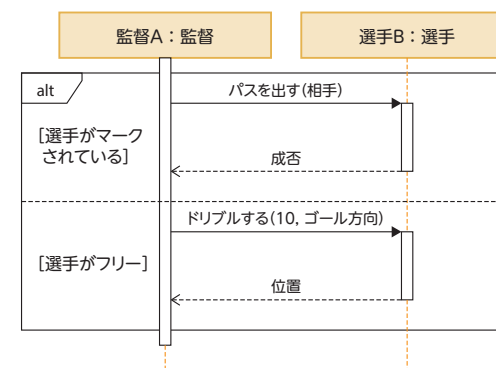 監督A：監督
選手B：選手
alt
パスを出す(相手)
[選手がマーク
されている]
成否
ドリブルする(10, ゴール方向)
[選手がフリー]
位置